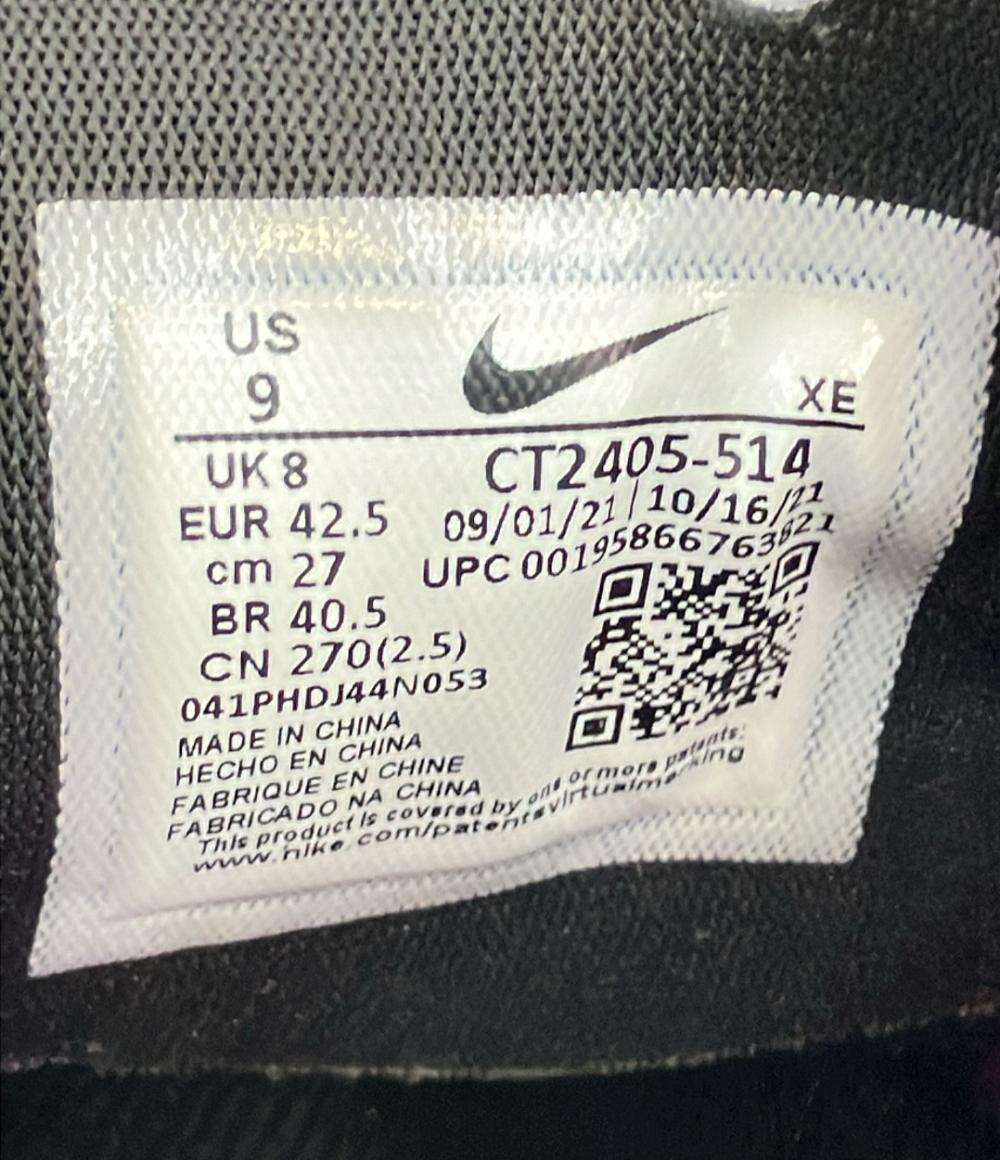 US
9
XE
UK 8
CT2405-514
EUR 42.5
09/01/21 | 10/16/21
cm 27
UPC 00195866763821
BR 40.5
CN 270(2.5)
041PHDJ44N053
MADE IN CHINA
HECHO EN CHINA
FABRIQUE EN CHINE
FABRICADO NA CHINA
This product is covered by one or more patents:
www.nike.com/patentsvirtualmarking